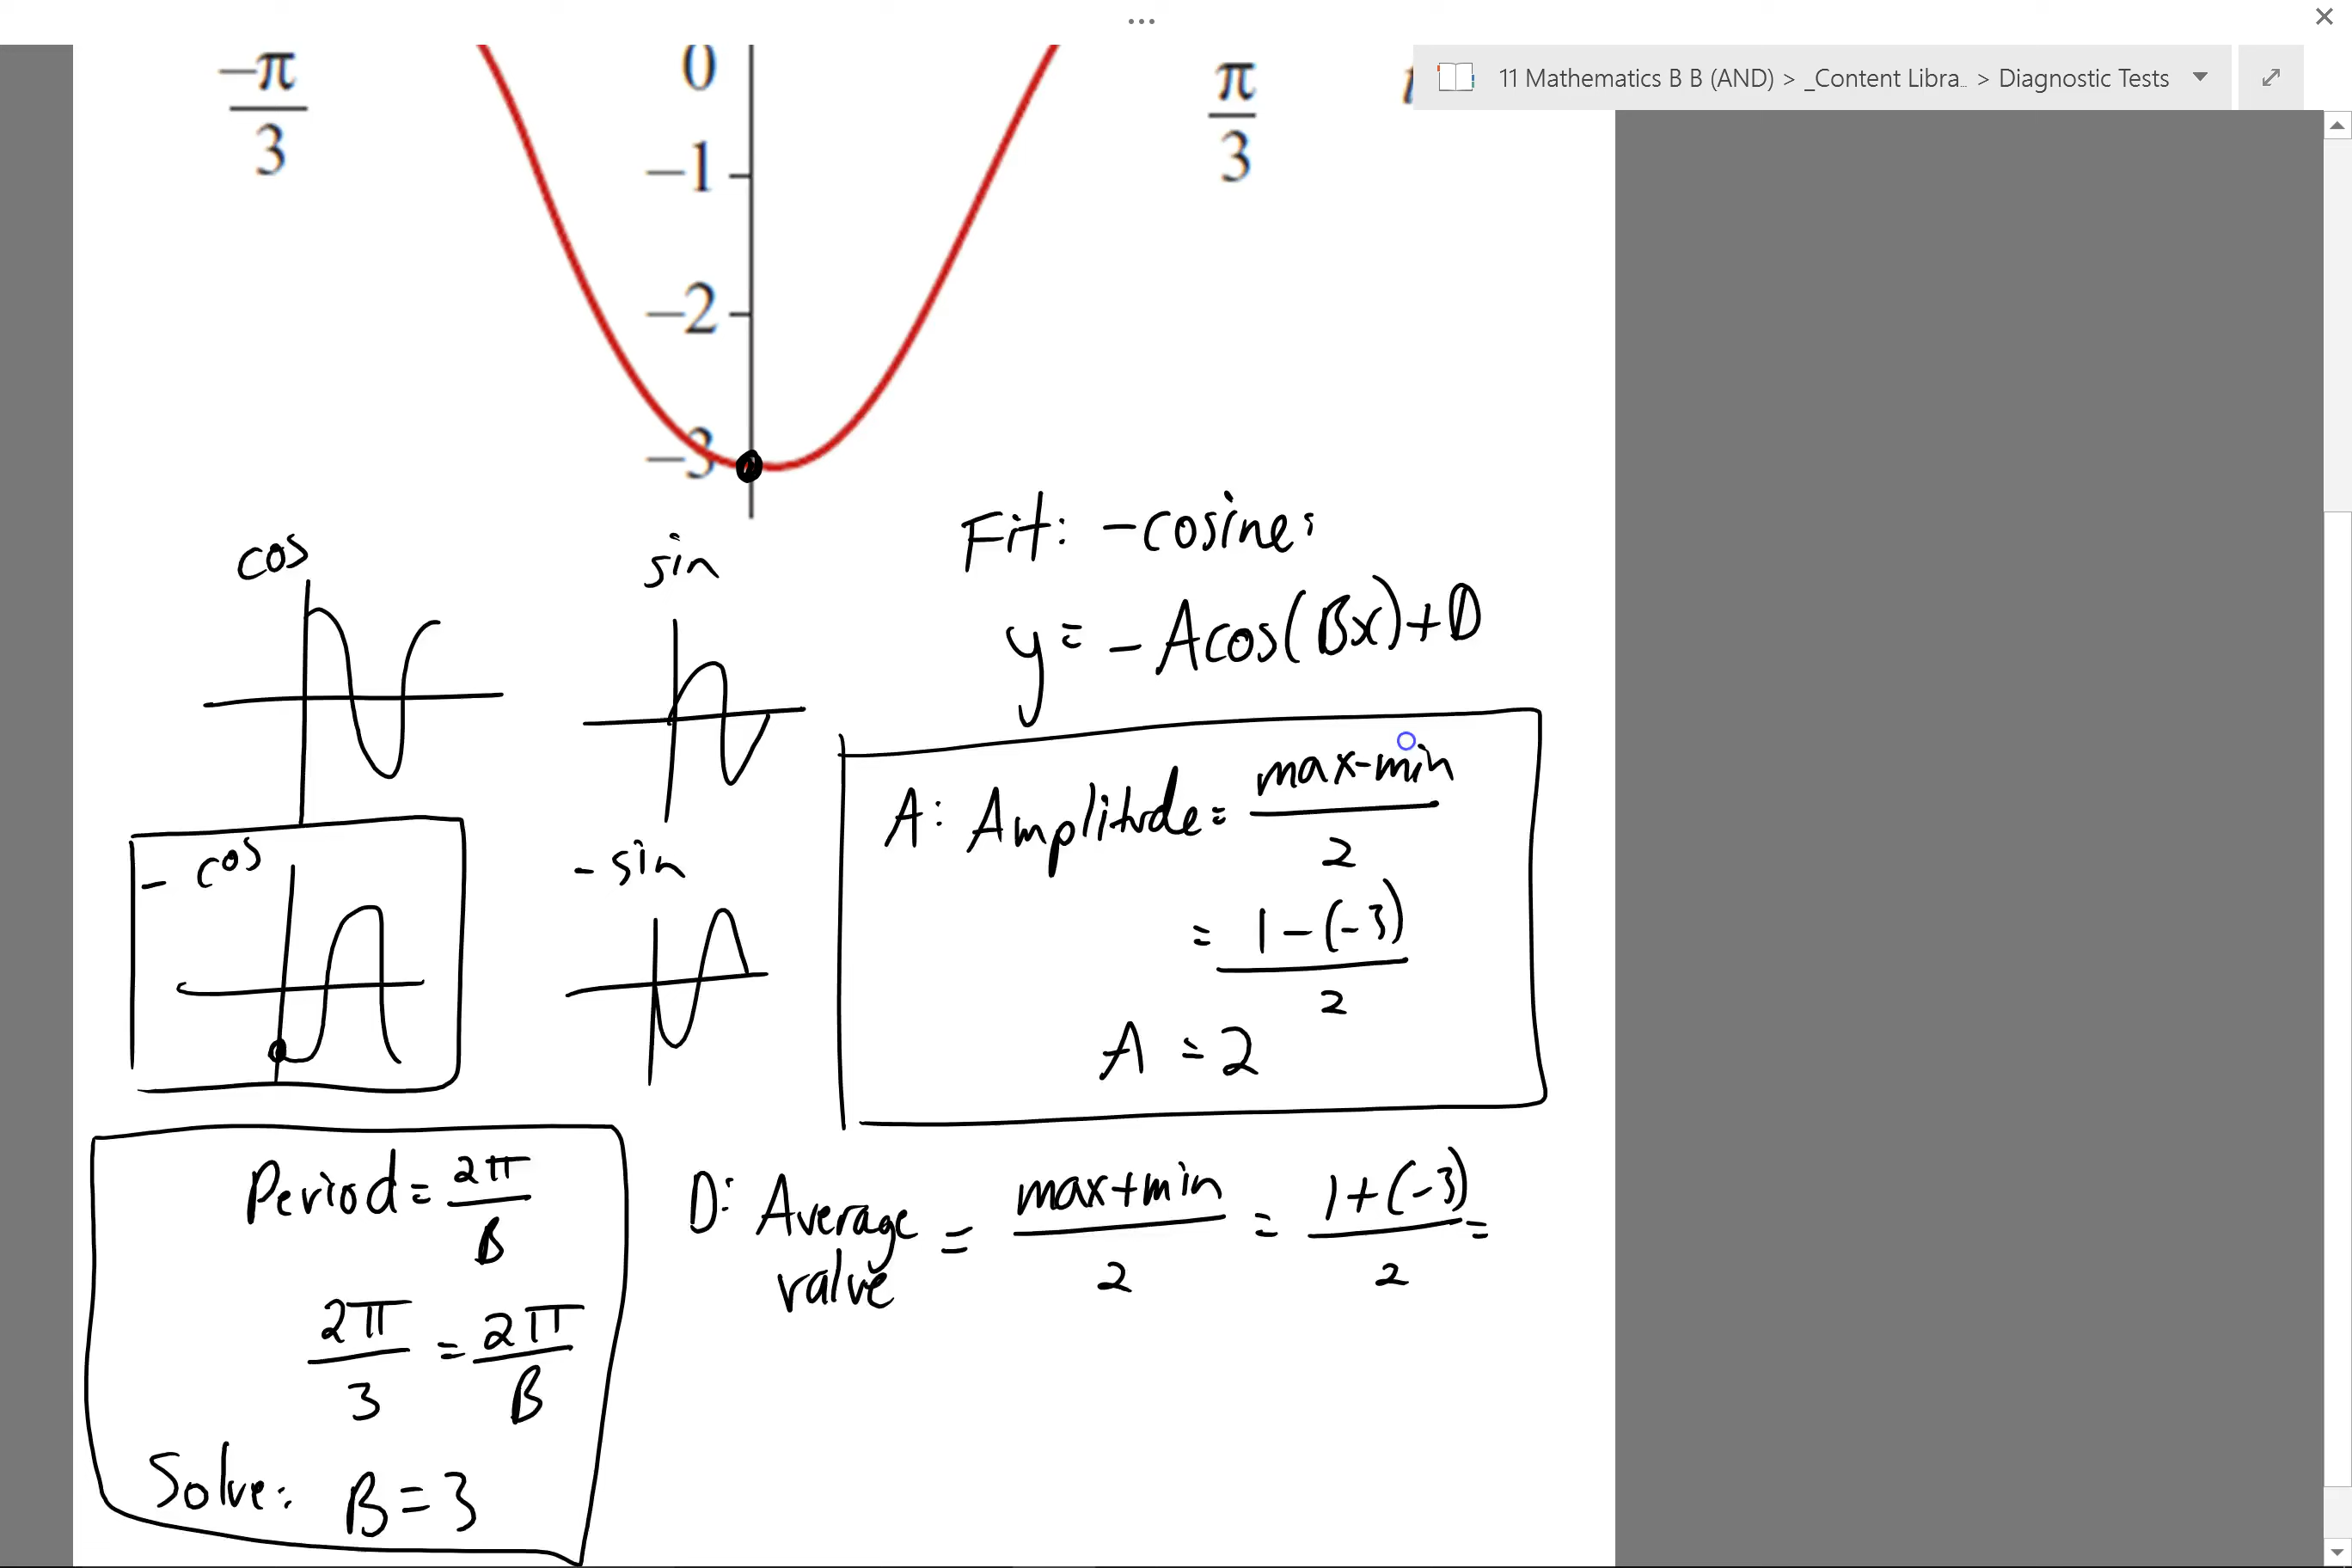 11 Mathematics B B (AND) > _Content Libra... > Diagnostic Tests
−π/3
0
π/3
−1
−2
−3
Fit: -cosine:
y = -Acos(Bx)+D
cos
sin
- cos
- sin
A: Amplitude = (max-min)/2
= (1-(-3))/2
A = 2
Period = 2π/B
2π/3 = 2π/B
Solve: B=3
D: Average value = (max+min)/2 = (1+(-3))/2 =